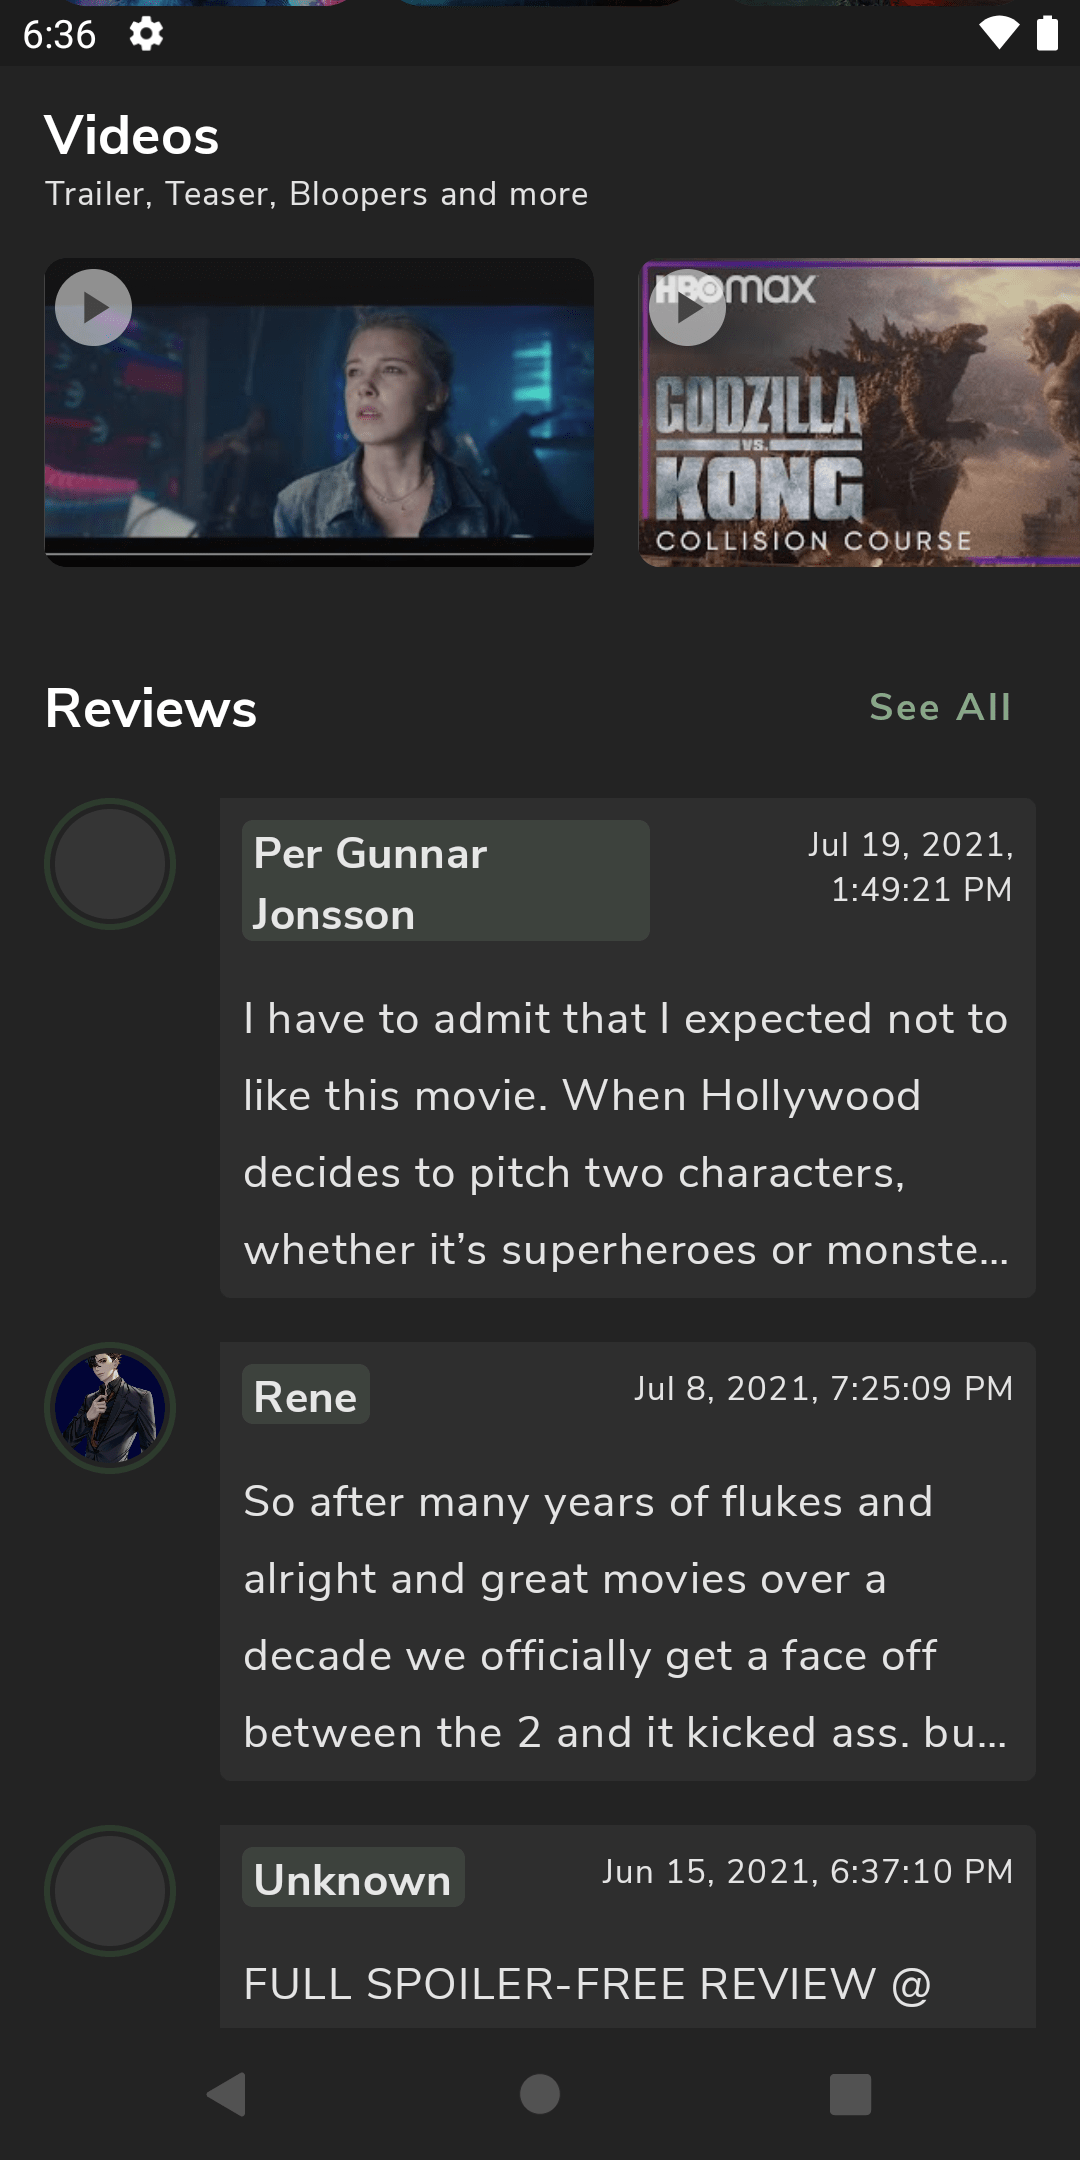 6:36
Videos
Trailer, Teaser, Bloopers and more
HBOmax
GODZILLA
VS.
KONG
COLLISION COURSE
Reviews
See All
Per Gunnar
Jonsson
Jul 19, 2021,
1:49:21 PM
I have to admit that I expected not to
like this movie. When Hollywood
decides to pitch two characters,
whether it’s superheroes or monste...
Rene
Jul 8, 2021, 7:25:09 PM
So after many years of flukes and
alright and great movies over a
decade we officially get a face off
between the 2 and it kicked ass. bu...
Unknown
Jun 15, 2021, 6:37:10 PM
FULL SPOILER-FREE REVIEW @